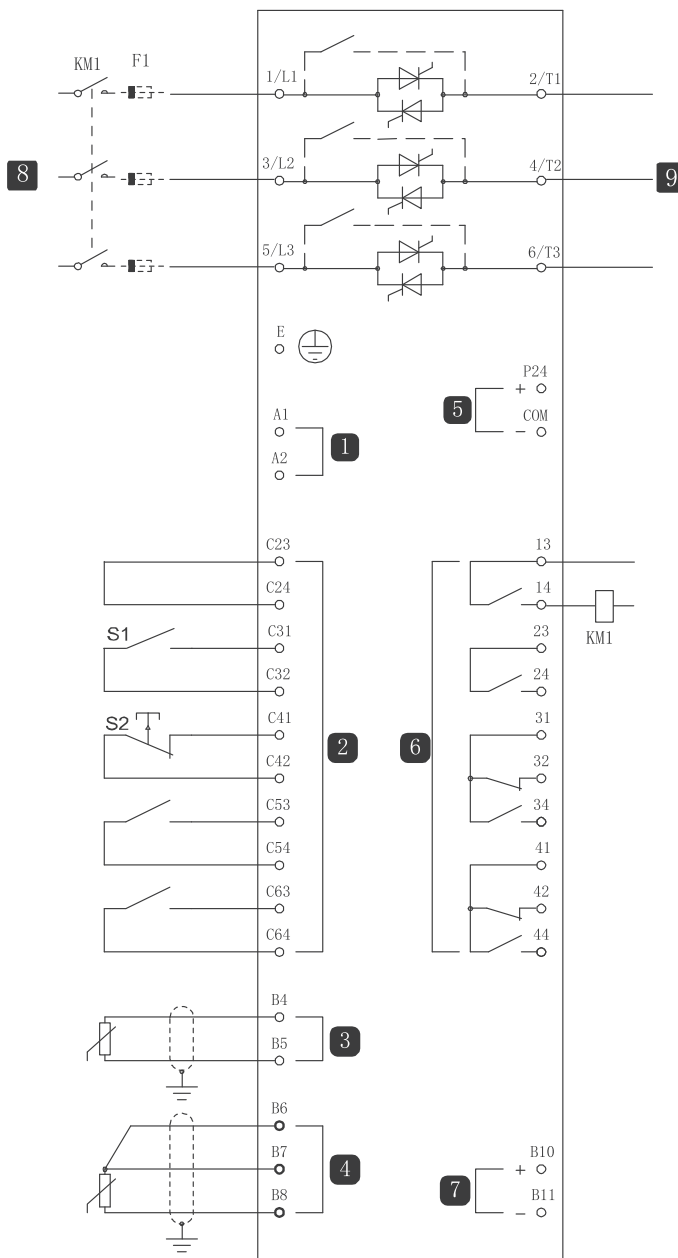 KM1 F1
1/L1 2/T1
8 3/L2 4/T2 9
5/L3 6/T3
E
P24
5
A1 COM
1
A2
C23 13
C24 14
KM1
S1 C31 23
C32 24
S2 C41 31
2 6
C42 32
C53 34
C54 41
C63 42
C64 44
B4
3
B5
B6
B7 4 B10
7
B8 B11